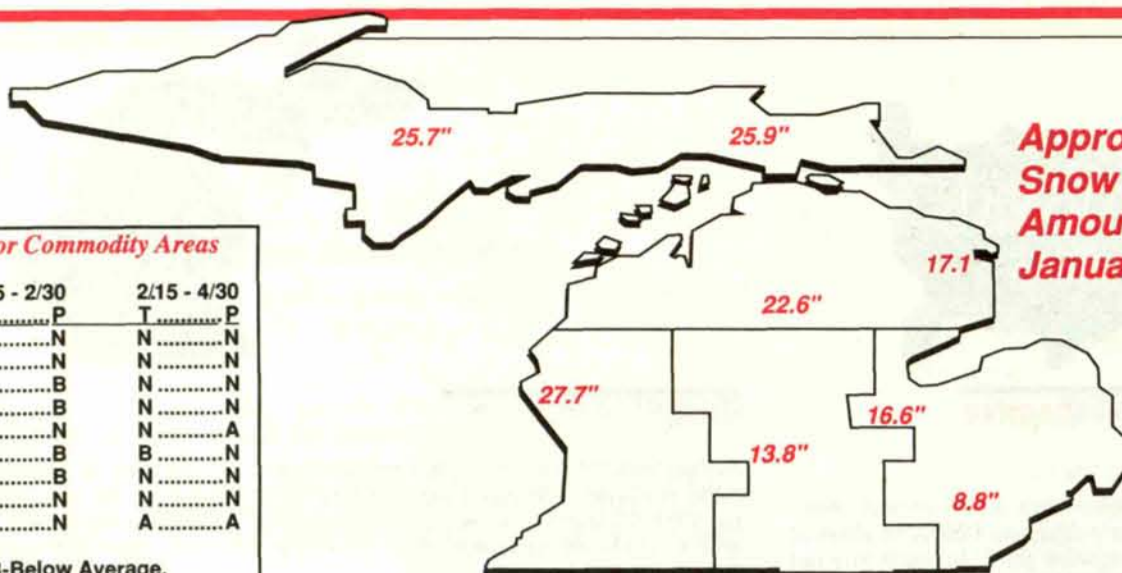 or Commodity Areas
5 - 2/30 2/15 - 4/30
..........P T ..........P
..........N N ..........N
..........N N ..........N
..........B N ..........N
..........B N ..........N
..........N N ..........A
..........B B ..........N
..........B N ..........N
..........N N ..........N
..........N A ..........A
-Below Average,
25.7"
25.9"
17.1
22.6"
27.7"
16.6"
13.8"
8.8"
Appro
Snow
Amou
Janua